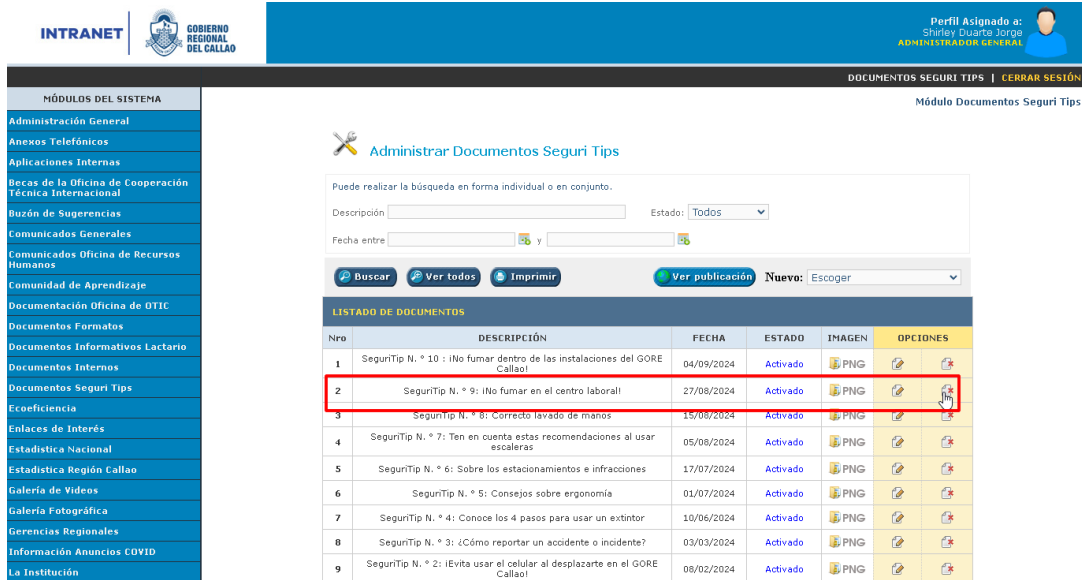 INTRANET
GOBIERNO
REGIONAL
DEL CALLAO
Perfil Asignado a:
Shirley Duarte Jorge
ADMINISTRADOR GENERAL
DOCUMENTOS SEGURI TIPS | CERRAR SESIÓN
MÓDULOS DEL SISTEMA
Módulo Documentos Seguri Tips
Administración General
Anexos Telefónicos
Aplicaciones Internas
Becas de la Oficina de Cooperación
Técnica Internacional
Buzón de Sugerencias
Comunicados Generales
Comunicados Oficina de Recursos
Humanos
Comunidad de Aprendizaje
Documentación Oficina de OTIC
Documentos Formatos
Documentos Informativos Lactario
Documentos Internos
Documentos Seguri Tips
Ecoeficiencia
Enlaces de Interés
Estadistica Nacional
Estadistica Región Callao
Galería de Videos
Galería Fotográfica
Gerencias Regionales
Información Anuncios COVID
La Institución
Administrar Documentos Seguri Tips
Puede realizar la búsqueda en forma individual o en conjunto.
Descripción Estado: Todos
Fecha entre y
Buscar Ver todos Imprimir Ver publicación Nuevo: Escoger
LISTADO DE DOCUMENTOS
Nro DESCRIPCIÓN FECHA ESTADO IMAGEN OPCIONES
1 SeguriTip N. ° 10 : ¡No fumar dentro de las instalaciones del GORE
Callao! 04/09/2024 Activado PNG
2 SeguriTip N. ° 9: ¡No fumar en el centro laboral! 27/08/2024 Activado PNG
3 SeguriTip N. ° 8: Correcto lavado de manos 15/08/2024 Activado PNG
4 SeguriTip N. ° 7: Ten en cuenta estas recomendaciones al usar
escaleras 05/08/2024 Activado PNG
5 SeguriTip N. ° 6: Sobre los estacionamientos e infracciones 17/07/2024 Activado PNG
6 SeguriTip N. ° 5: Consejos sobre ergonomía 01/07/2024 Activado PNG
7 SeguriTip N. ° 4: Conoce los 4 pasos para usar un extintor 10/06/2024 Activado PNG
8 SeguriTip N. ° 3: ¿Cómo reportar un accidente o incidente? 03/03/2024 Activado PNG
9 SeguriTip N. ° 2: ¡Evita usar el celular al desplazarte en el GORE
Callao! 08/02/2024 Activado PNG